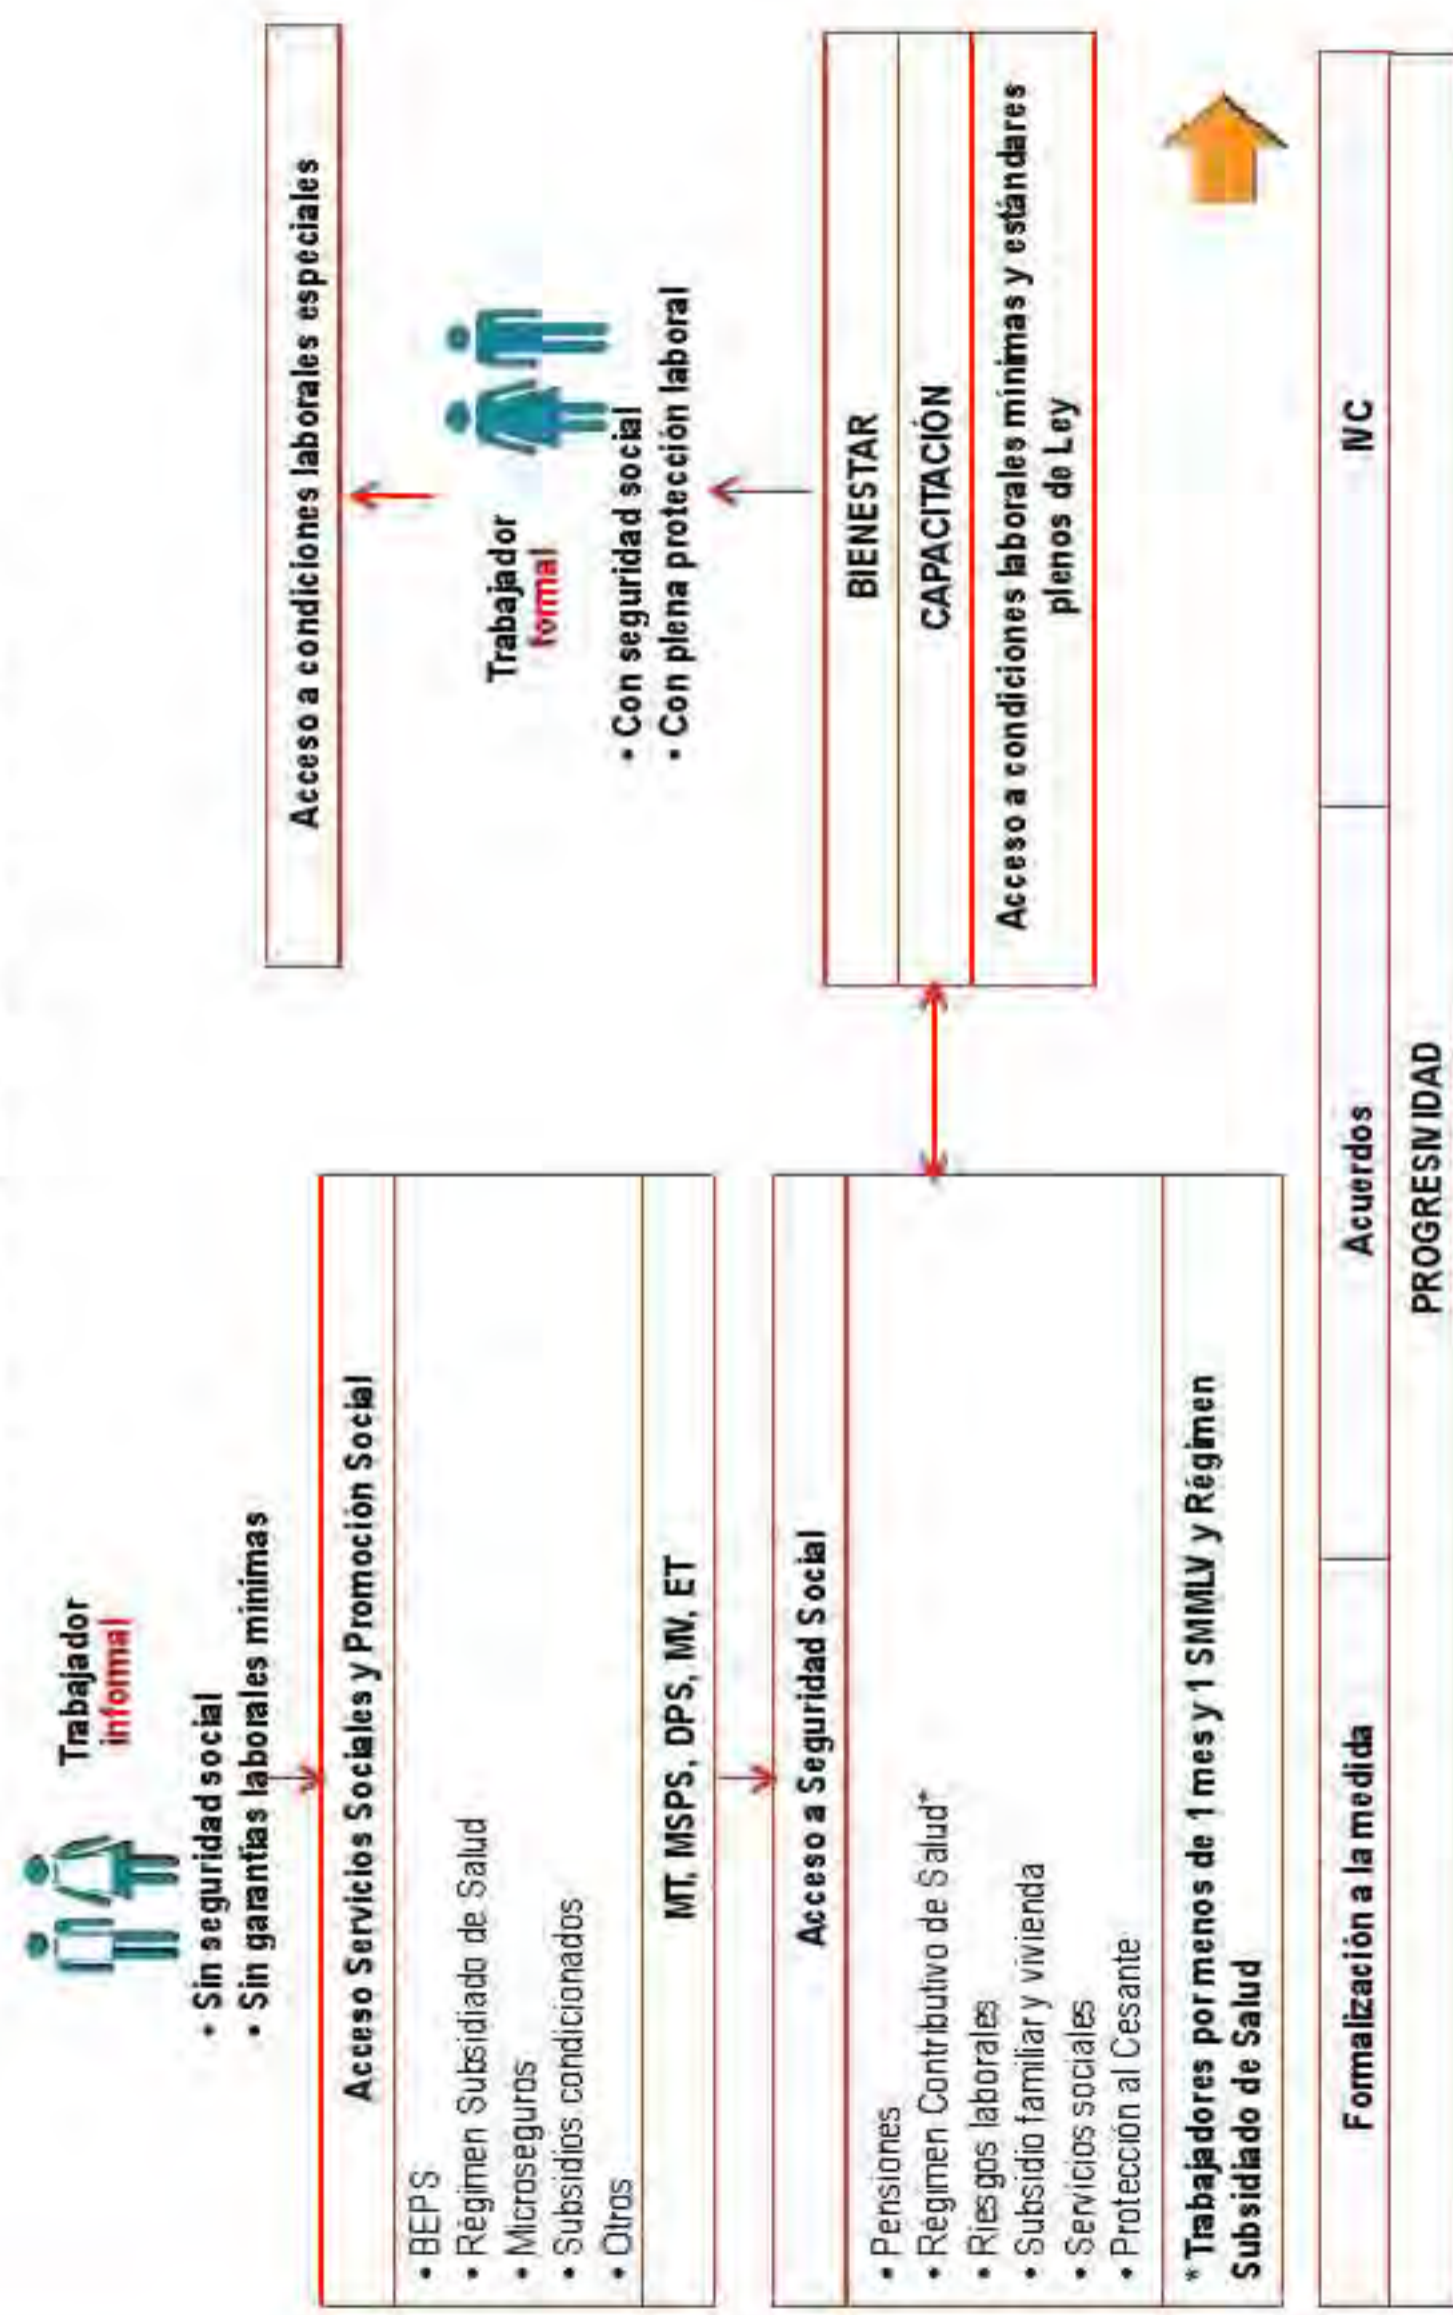 Trabajador
informal
• Sin seguridad social
• Sin garantías laborales mínimas
Acceso Servicios Sociales y Promoción Social
• BEPS
• Régimen Subsidiado de Salud
• Microseguros
• Subsidios condicionados
• Otros
MT, MSPS, DPS, MV, ET
Acceso a Seguridad Social
• Pensiones
• Régimen Contributivo de Salud*
• Riesgos laborales
• Subsidio familiar y vivienda
• Servicios sociales
• Protección al Cesante
* Trabajadores por menos de 1 mes y 1 SMMLV y Régimen
Subsidiado de Salud
Acceso a condiciones laborales especiales
Trabajador
formal
• Con seguridad social
• Con plena protección laboral
BIENESTAR
CAPACITACIÓN
Acceso a condiciones laborales mínimas y estándares
plenos de Ley
Formalización a la medida
Acuerdos
IVC
PROGRESIVIDAD